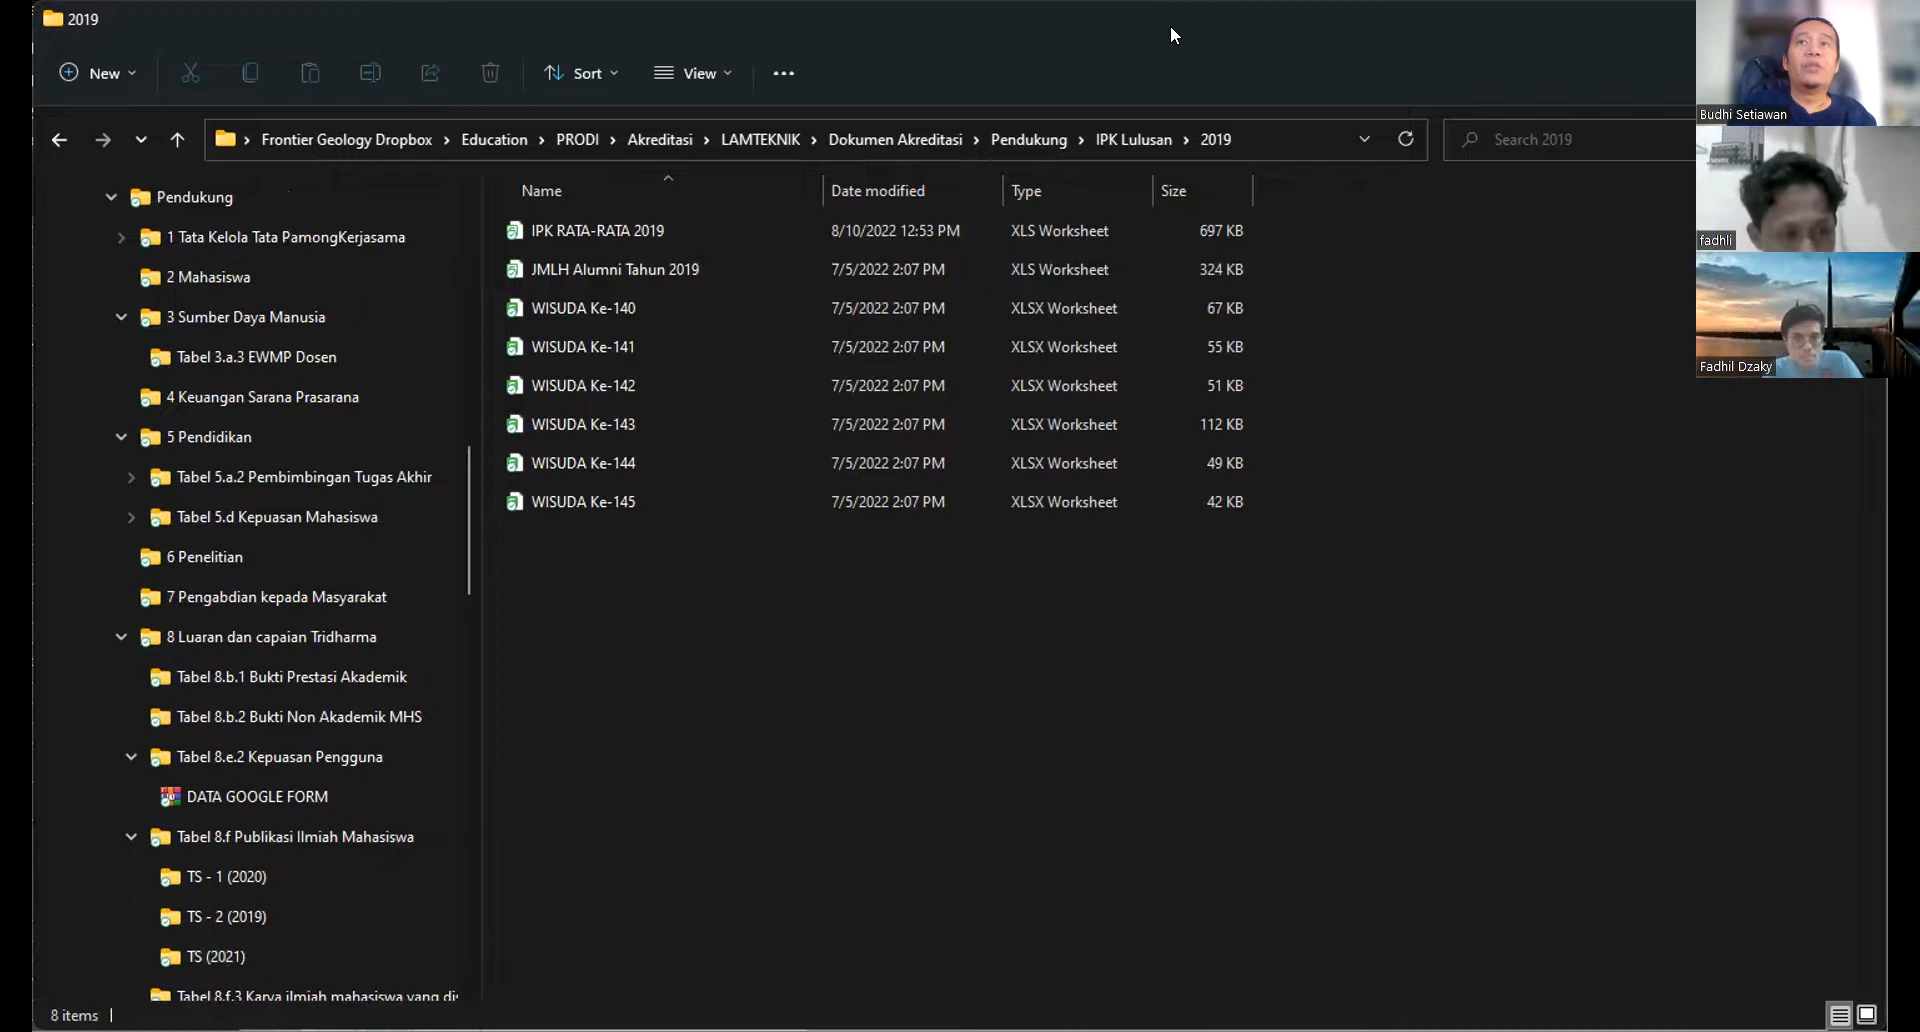 2019
New
Sort
View
Frontier Geology Dropbox > Education > PRODI > Akreditasi > LAMTEKNIK > Dokumen Akreditasi > Pendukung > IPK Lulusan > 2019
Search 2019
Budhi Setiawan
fadhli
Fadhil Dzaky
Pendukung
1 Tata Kelola Tata PamongKerjasama
2 Mahasiswa
3 Sumber Daya Manusia
Tabel 3.a.3 EWMP Dosen
4 Keuangan Sarana Prasarana
5 Pendidikan
Tabel 5.a.2 Pembimbingan Tugas Akhir
Tabel 5.d Kepuasan Mahasiswa
6 Penelitian
7 Pengabdian kepada Masyarakat
8 Luaran dan capaian Tridharma
Tabel 8.b.1 Bukti Prestasi Akademik
Tabel 8.b.2 Bukti Non Akademik MHS
Tabel 8.e.2 Kepuasan Pengguna
DATA GOOGLE FORM
Tabel 8.f Publikasi Ilmiah Mahasiswa
TS - 1 (2020)
TS - 2 (2019)
TS (2021)
Tabel 8.f.3 Karya ilmiah mahasiswa yang di
Name Date modified Type Size
IPK RATA-RATA 2019 8/10/2022 12:53 PM XLS Worksheet 697 KB
JMLH Alumni Tahun 2019 7/5/2022 2:07 PM XLS Worksheet 324 KB
WISUDA Ke-140 7/5/2022 2:07 PM XLSX Worksheet 67 KB
WISUDA Ke-141 7/5/2022 2:07 PM XLSX Worksheet 55 KB
WISUDA Ke-142 7/5/2022 2:07 PM XLSX Worksheet 51 KB
WISUDA Ke-143 7/5/2022 2:07 PM XLSX Worksheet 112 KB
WISUDA Ke-144 7/5/2022 2:07 PM XLSX Worksheet 49 KB
WISUDA Ke-145 7/5/2022 2:07 PM XLSX Worksheet 42 KB
8 items